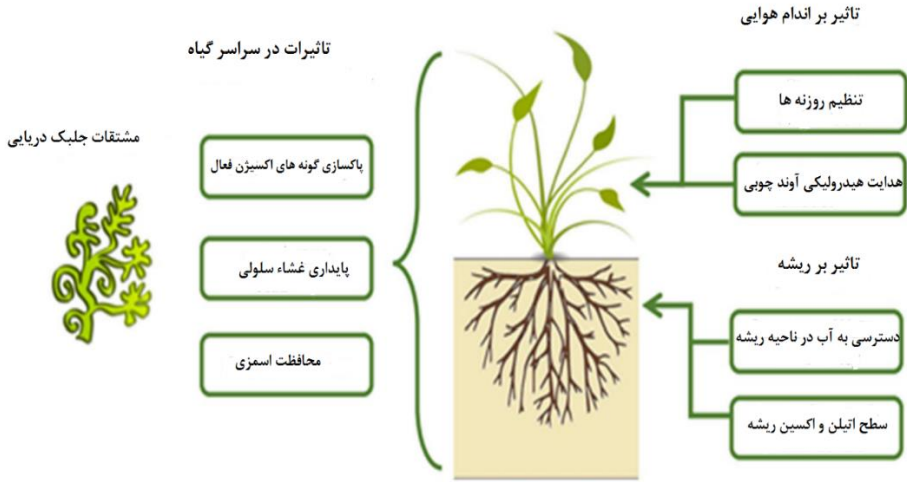 تاثیر بر اندام هوایی
تنظیم روزنه ها
هدایت هیدرولیکی آوند چوبی
تاثیر بر ریشه
دسترسی به آب در ناحیه ریشه
سطح اتیلن و اکسین ریشه
تاثیرات در سراسر گیاه
پاکسازی گونه های اکسیژن فعال
پایداری غشاء سلولی
محافظت اسمزی
مشتقات جلبک دریایی